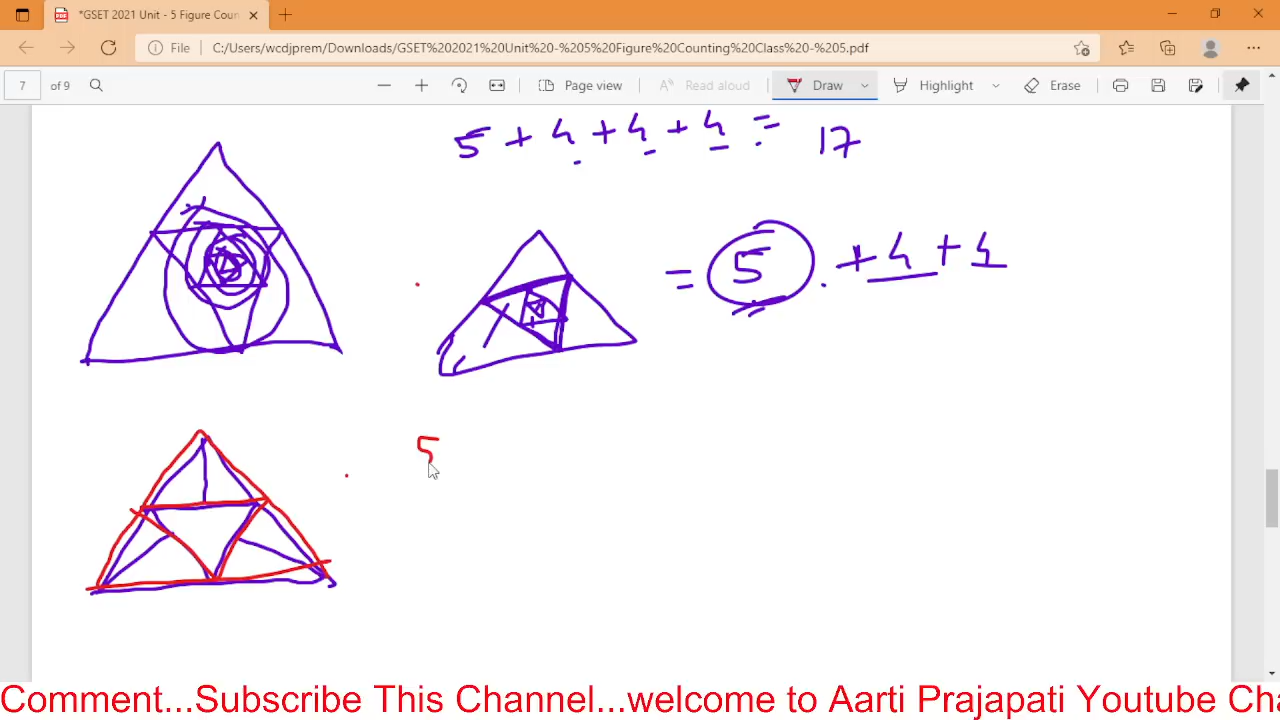 *GSET 2021 Unit - 5 Figure Coun
File C:/Users/wcdjprem/Downloads/GSET%202021%20Unit%20-%205%20Figure%20Counting%20Class%20-%205.pdf
7 of 9 Page view Read aloud Draw Highlight Erase
5 + 4 + 4 + 4 = 17
= 5 + 4 + 4
5
Comment...Subscribe This Channel...welcome to Aarti Prajapati Youtube Cha